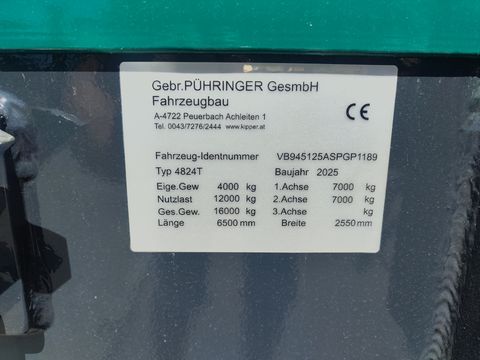 Gebr.PÜHRINGER GesmbH
Fahrzeugbau
A-4722 Peuerbach Achleiten 1
Tel. 0043/7276/2444 www.kipper.at
CE
Fahrzeug-Identnummer VB945125ASPGP1189
Typ 4824T Baujahr 2025
Eige.Gew 4000 kg 1.Achse 7000 kg
Nutzlast 12000 kg 2.Achse 7000 kg
Ges.Gew. 16000 kg 3.Achse kg
Länge 6500 mm Breite 2550 mm